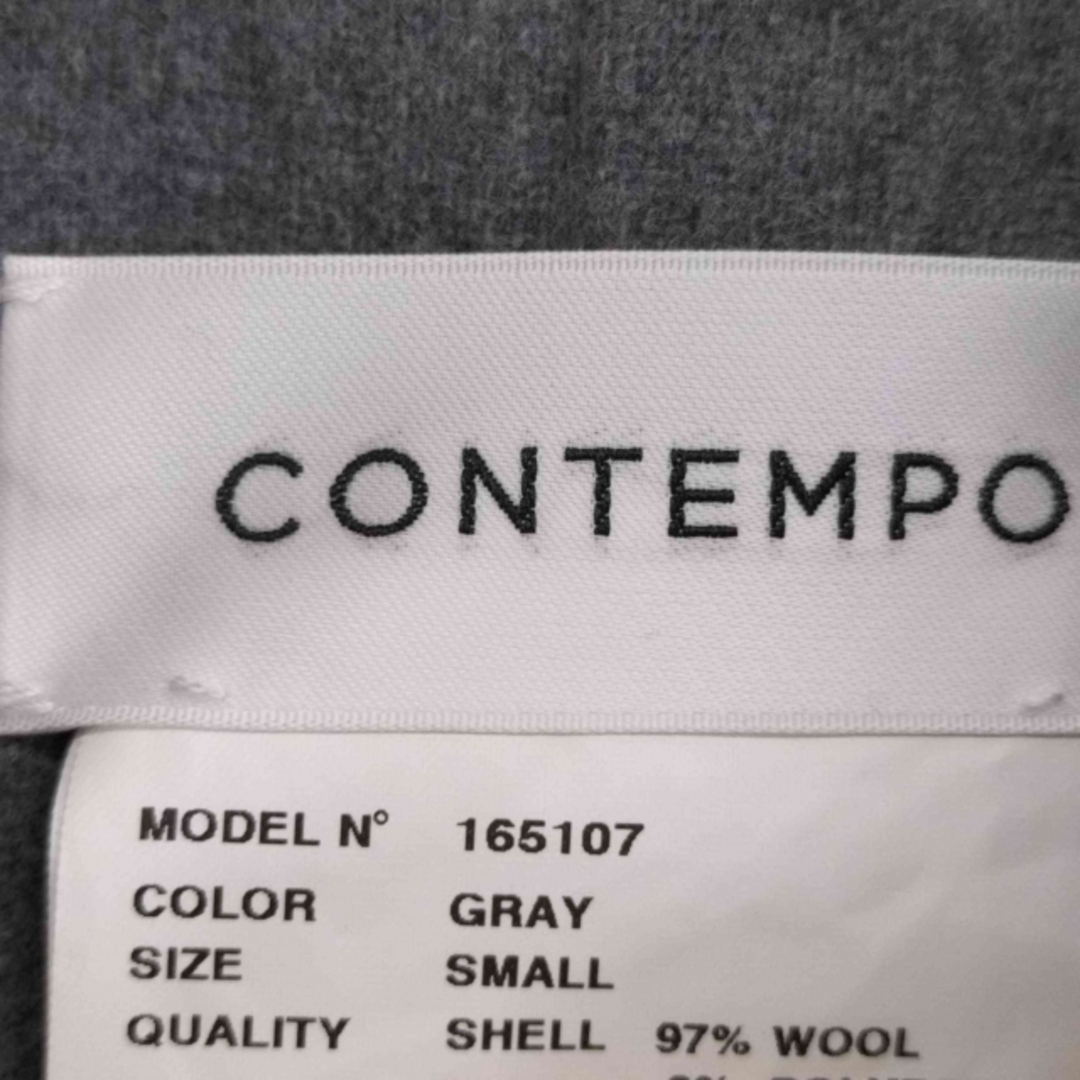 CONTEMPO
MODEL N° 165107
COLOR GRAY
SIZE SMALL
QUALITY SHELL 97% WOOL